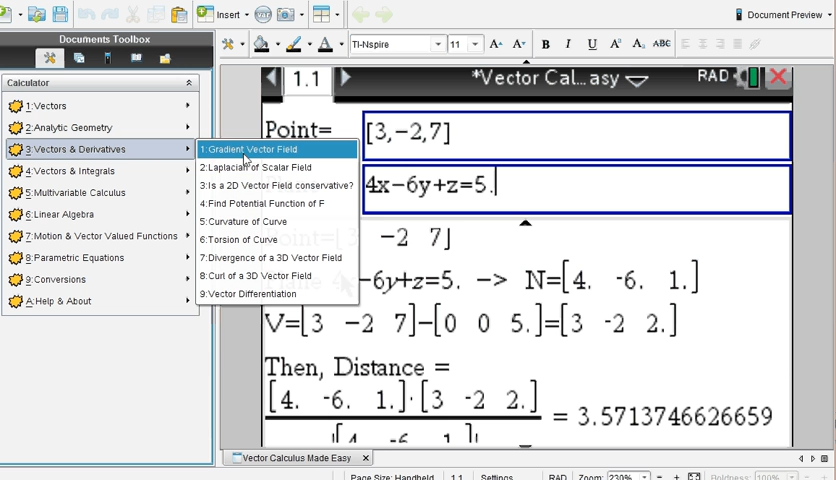 Insert
Document Preview
Documents Toolbox
TI-Nspire
11
A
B
I
U
ABC
Calculator
1:Vectors
2:Analytic Geometry
3:Vectors & Derivatives
4:Vectors & Integrals
5:Multivariable Calculus
6:Linear Algebra
7:Motion & Vector Valued Functions
8:Parametric Equations
9:Conversions
A:Help & About
1:Gradient Vector Field
2:Laplacian of Scalar Field
3:Is a 2D Vector Field conservative?
4:Find Potential Function of F
5:Curvature of Curve
6:Torsion of Curve
7:Divergence of a 3D Vector Field
8:Curl of a 3D Vector Field
9:Vector Differentiation
1.1
*Vector Cal...asy
RAD
Point=
[3,-2,7]
4x-6y+z=5.
-2 7]
-6y+z=5. -> N=[4. -6. 1.]
V=[3 -2 7]-[0 0 5.]=[3 -2 2.]
Then, Distance =
[4. -6. 1.]·[3 -2 2.]
= 3.5713746626659
Vector Calculus Made Easy
Page Size: Handheld
1.1
Settings
RAD
Zoom: 230%
Boldness: 100%